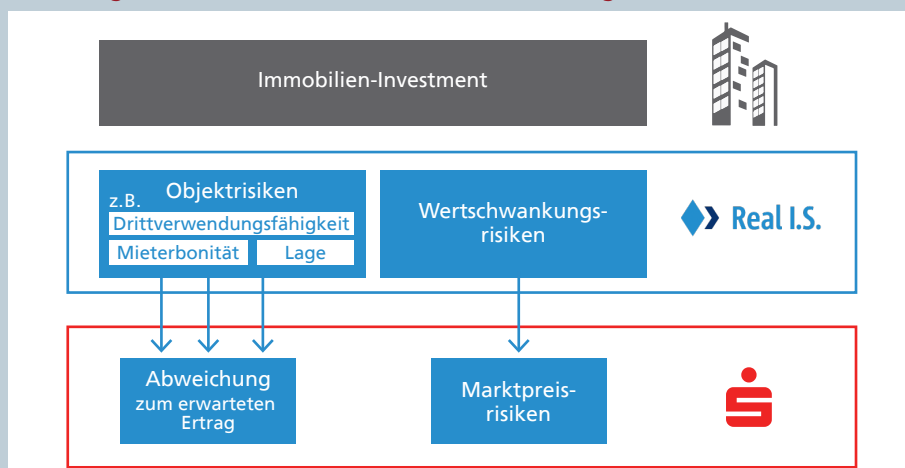 Immobilien-Investment
Objektrisiken
z.B.
Drittverwendungsfähigkeit
Mieterbonität
Lage
Wertschwankungs-
risiken
Real I.S.
Abweichung
zum erwarteten
Ertrag
Marktpreis-
risiken